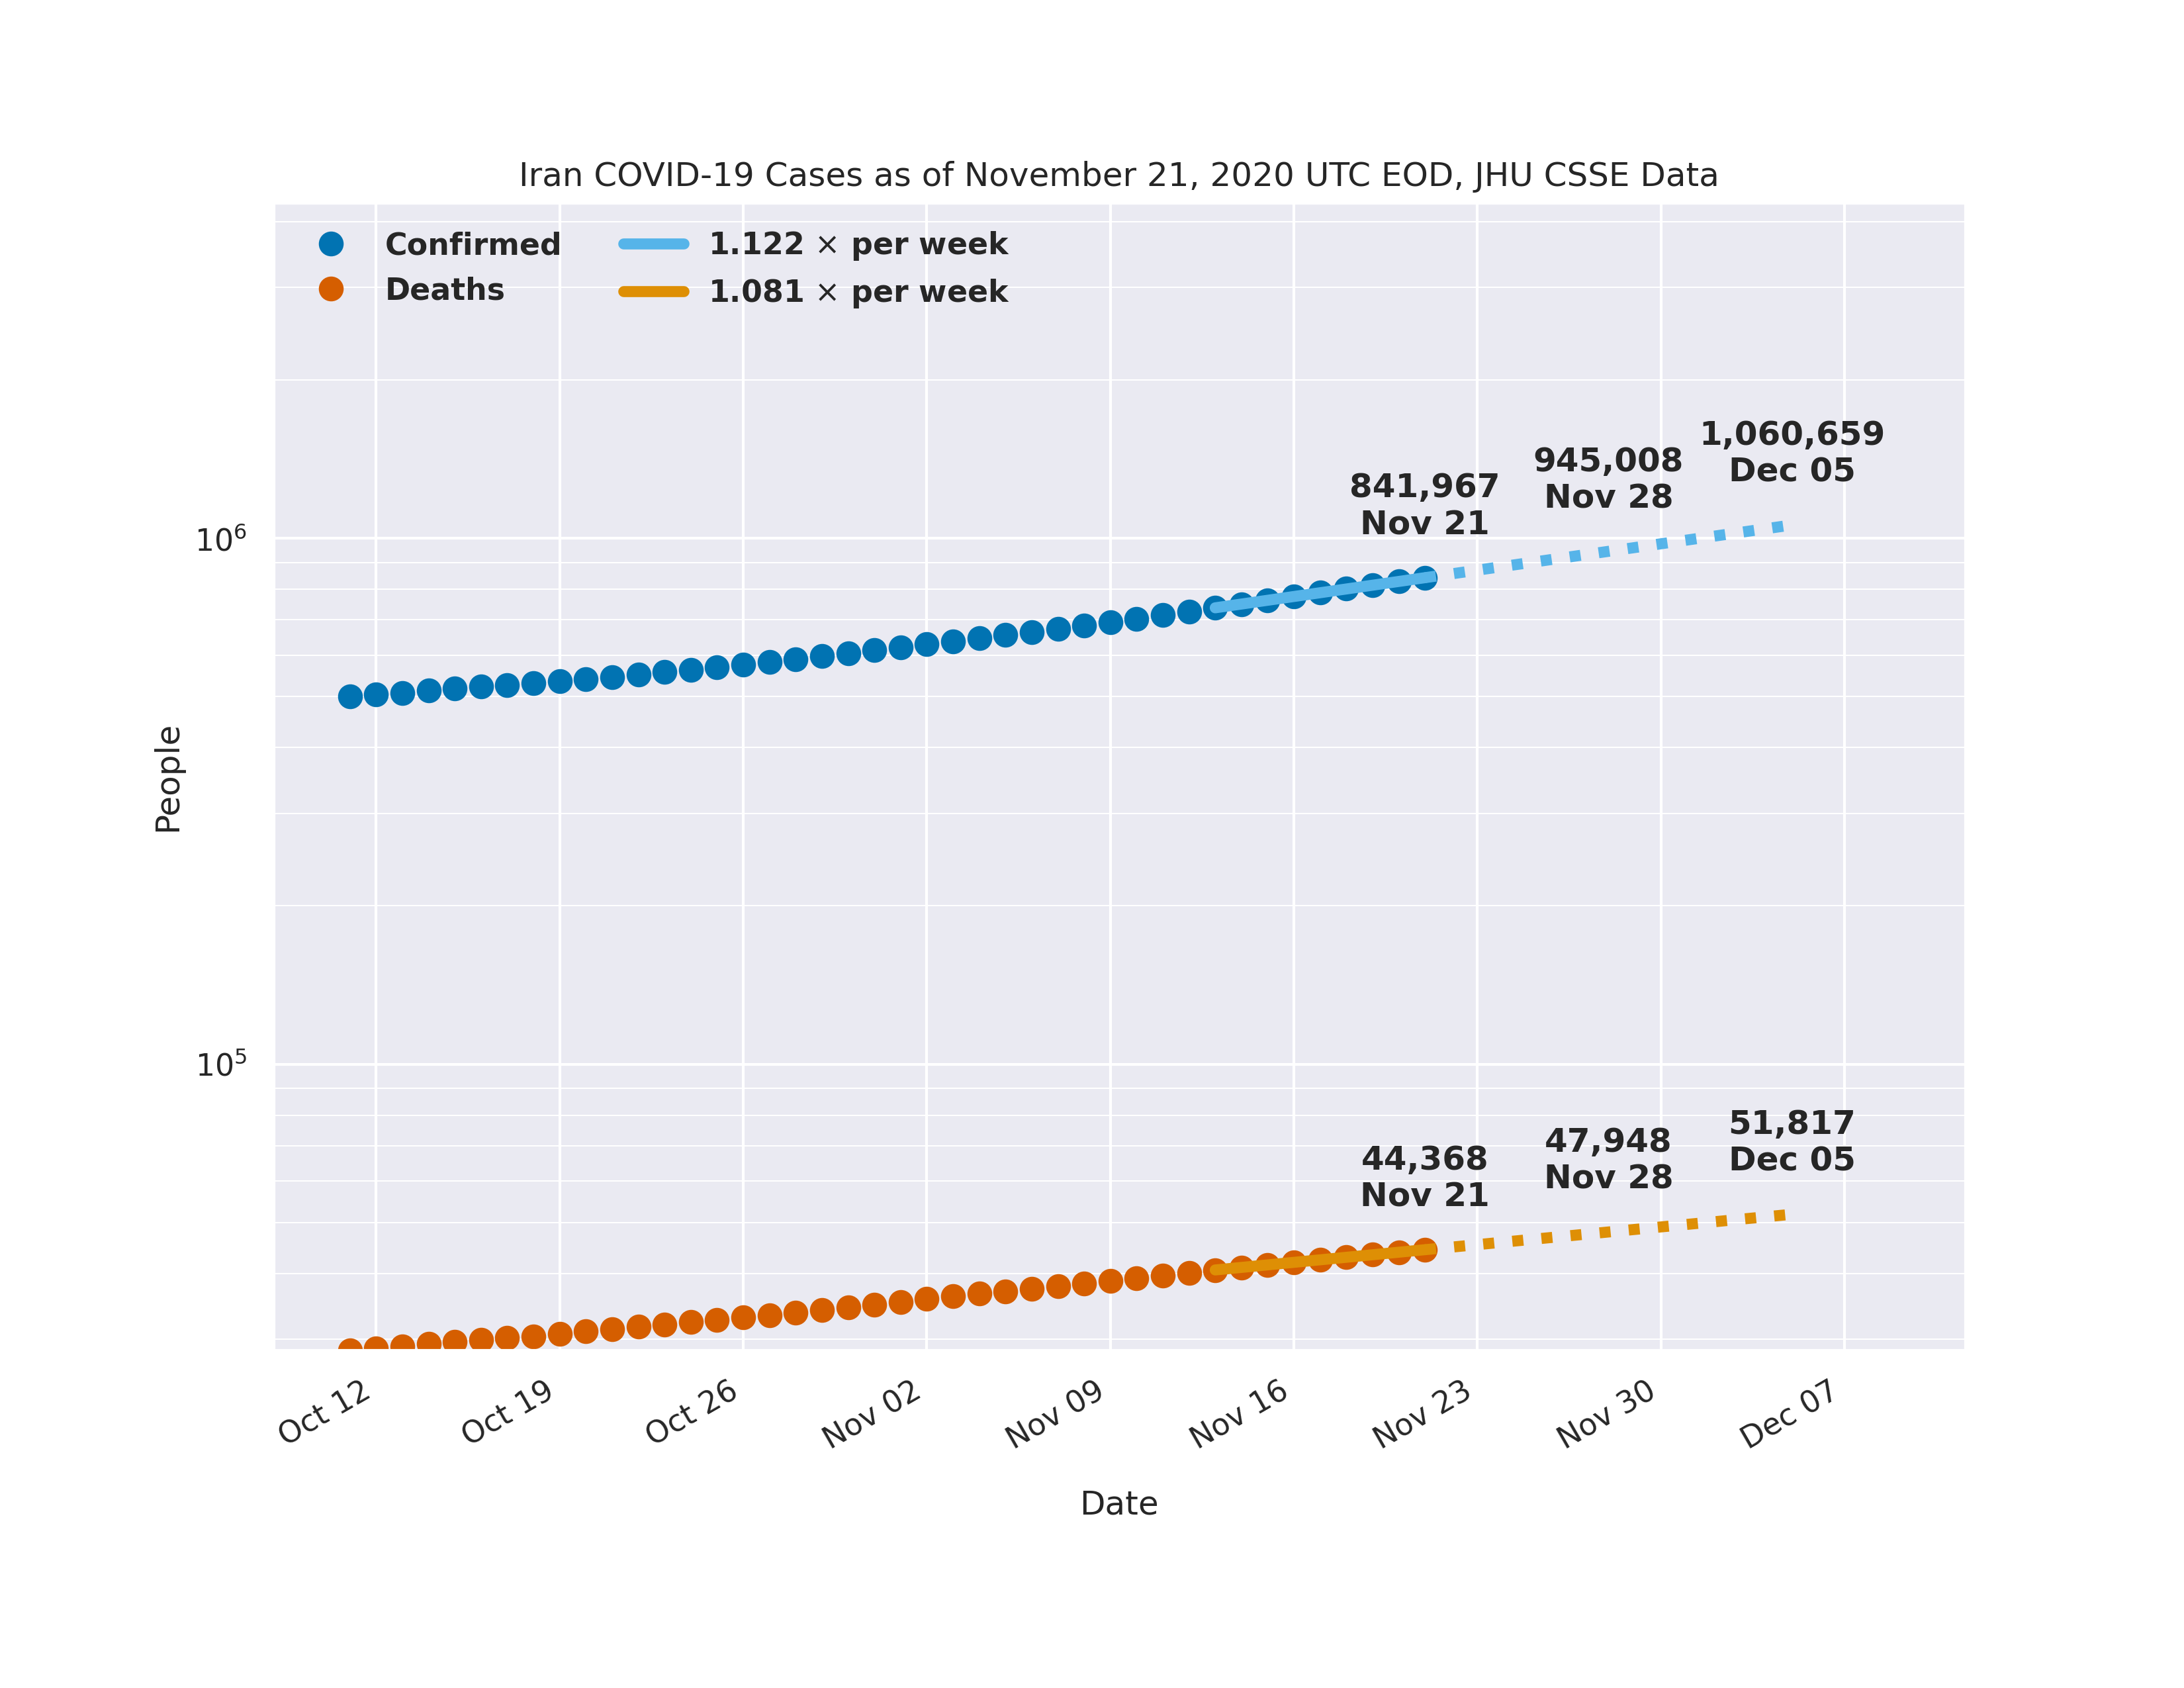 Iran COVID-19 Cases as of November 21, 2020 UTC EOD, JHU CSSE Data
Confirmed
Deaths
1.122 × per week
1.081 × per week
1,060,659
Dec 05
945,008
Nov 28
841,967
Nov 21
10⁶
People
10⁵
51,817
Dec 05
47,948
Nov 28
44,368
Nov 21
Oct 12
Oct 19
Oct 26
Nov 02
Nov 09
Nov 16
Nov 23
Nov 30
Dec 07
Date